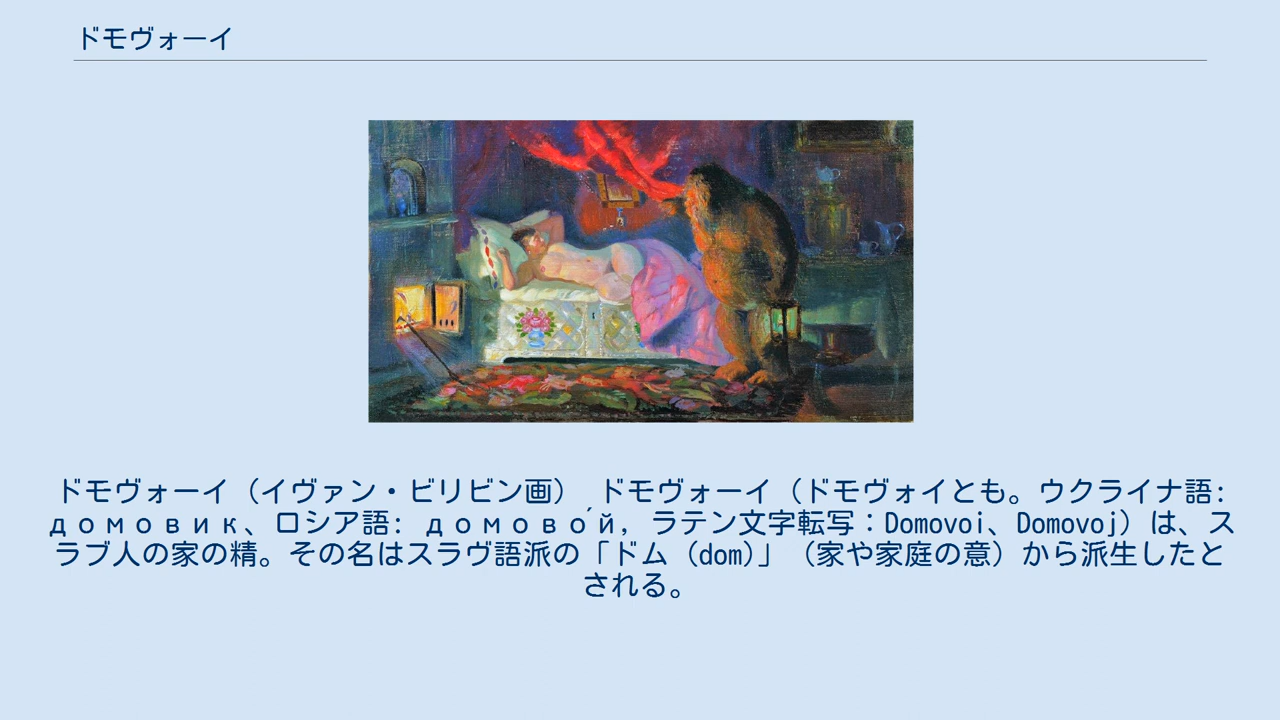 ドモヴォーイ
ドモヴォーイ（イヴァン・ビリビン画）　ドモヴォーイ（ドモヴォイとも。ウクライナ語:
домовик、ロシア語: домово́й, ラテン文字転写：Domovoi、Domovoj）は、ス
ラブ人の家の精。その名はスラヴ語派の「ドム（dom)」（家や家庭の意）から派生したと
される。